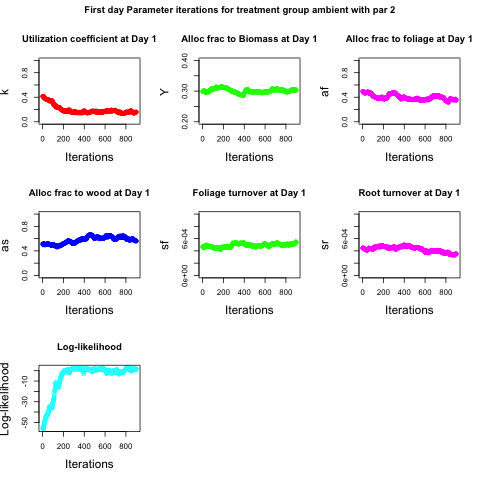 First day Parameter iterations for treatment group ambient with par 2
Utilization coefficient at Day 1
k
0.0 0.4 0.8
0 200 400 600 800
Iterations
Alloc frac to Biomass at Day 1
Y
0.20 0.30 0.40
0 200 400 600 800
Iterations
Alloc frac to foliage at Day 1
af
0.0 0.4 0.8
0 200 400 600 800
Iterations
Alloc frac to wood at Day 1
as
0.0 0.4 0.8
0 200 400 600 800
Iterations
Foliage turnover at Day 1
sf
0e+00 6e-04
0 200 400 600 800
Iterations
Root turnover at Day 1
sr
0e+00 6e-04
0 200 400 600 800
Iterations
Log-likelihood
Log-likelihood
-50 -30 -10
0 200 400 600 800
Iterations